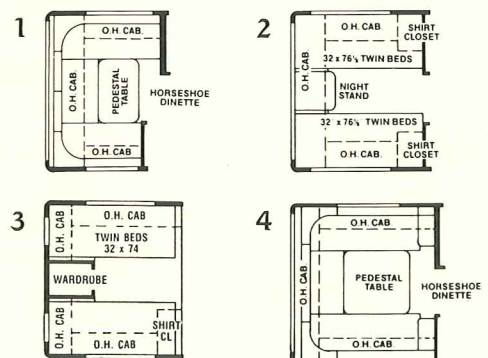 1
O.H. CAB.
O.H. CAB.
PEDESTAL
TABLE
HORSESHOE
DINETTE
O.H. CAB
2
O.H. CAB.
SHIRT
CLOSET
O.H. CAB.
32 x 76½ TWIN BEDS
NIGHT
STAND
32 x 76½ TWIN BEDS
O.H. CAB.
SHIRT
CLOSET
3
O.H. CAB
O.H. CAB
TWIN BEDS
32 x 74
WARDROBE
O.H. CAB
SHIRT
CL
O.H. CAB
4
O.H. CAB
O.H. CAB.
PEDESTAL
TABLE
HORSESHOE
DINETTE
O.H. CAB